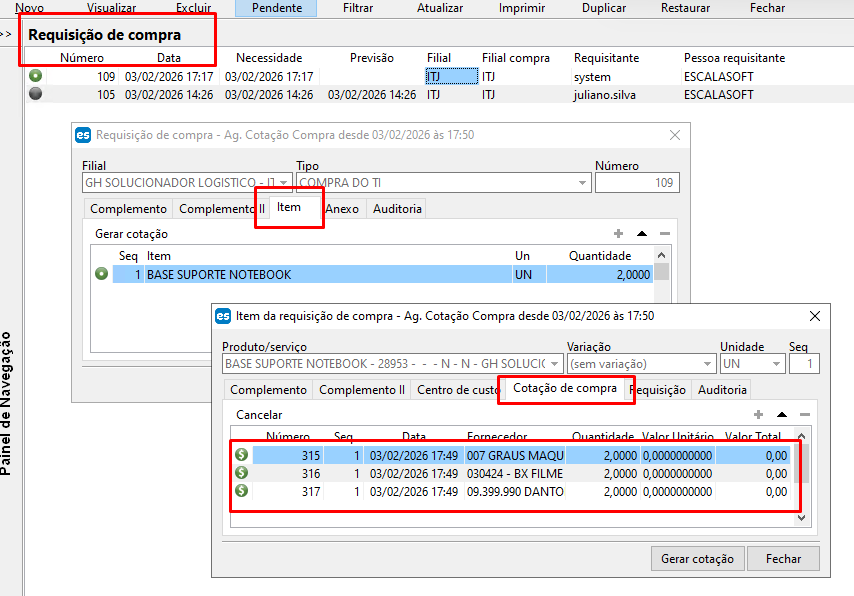 Novo Visualizar Excluir Pendente Filtrar Atualizar Imprimir Duplicar Restaurar Fechar
>> Requisição de compra
Número Data Necessidade Previsão Filial Filial compra Requisitante Pessoa requisitante
109 03/02/2026 17:17 03/02/2026 17:17 ITJ ITJ system ESCALASOFT
105 03/02/2026 14:26 03/02/2026 14:26 03/02/2026 14:26 ITJ ITJ juliano.silva ESCALASOFT
es Requisição de compra - Ag. Cotação Compra desde 03/02/2026 às 17:50
Filial Tipo Número
GH SOLUCIONADOR LOGISTICO - IT COMPRA DO TI 109
Complemento Complemento II Item Anexo Auditoria
Gerar cotação
Seq Item Un Quantidade
1 BASE SUPORTE NOTEBOOK UN 2,0000
es Item da requisição de compra - Ag. Cotação Compra desde 03/02/2026 às 17:50
Produto/serviço Variação Unidade Seq
BASE SUPORTE NOTEBOOK - 28953 - - - N - N - GH SOLUCIO (sem variação) UN 1
Complemento Complemento II Centro de custo Cotação de compra Requisição Auditoria
Cancelar
Número Seq Data Fornecedor Quantidade Valor Unitário Valor Total
315 1 03/02/2026 17:49 007 GRAUS MAQU 2,0000 0,0000000000 0,00
316 1 03/02/2026 17:49 030424 - BX FILME 2,0000 0,0000000000 0,00
317 1 03/02/2026 17:49 09.399.990 DANTO 2,0000 0,0000000000 0,00
Gerar cotação Fechar
Painel de Navegação